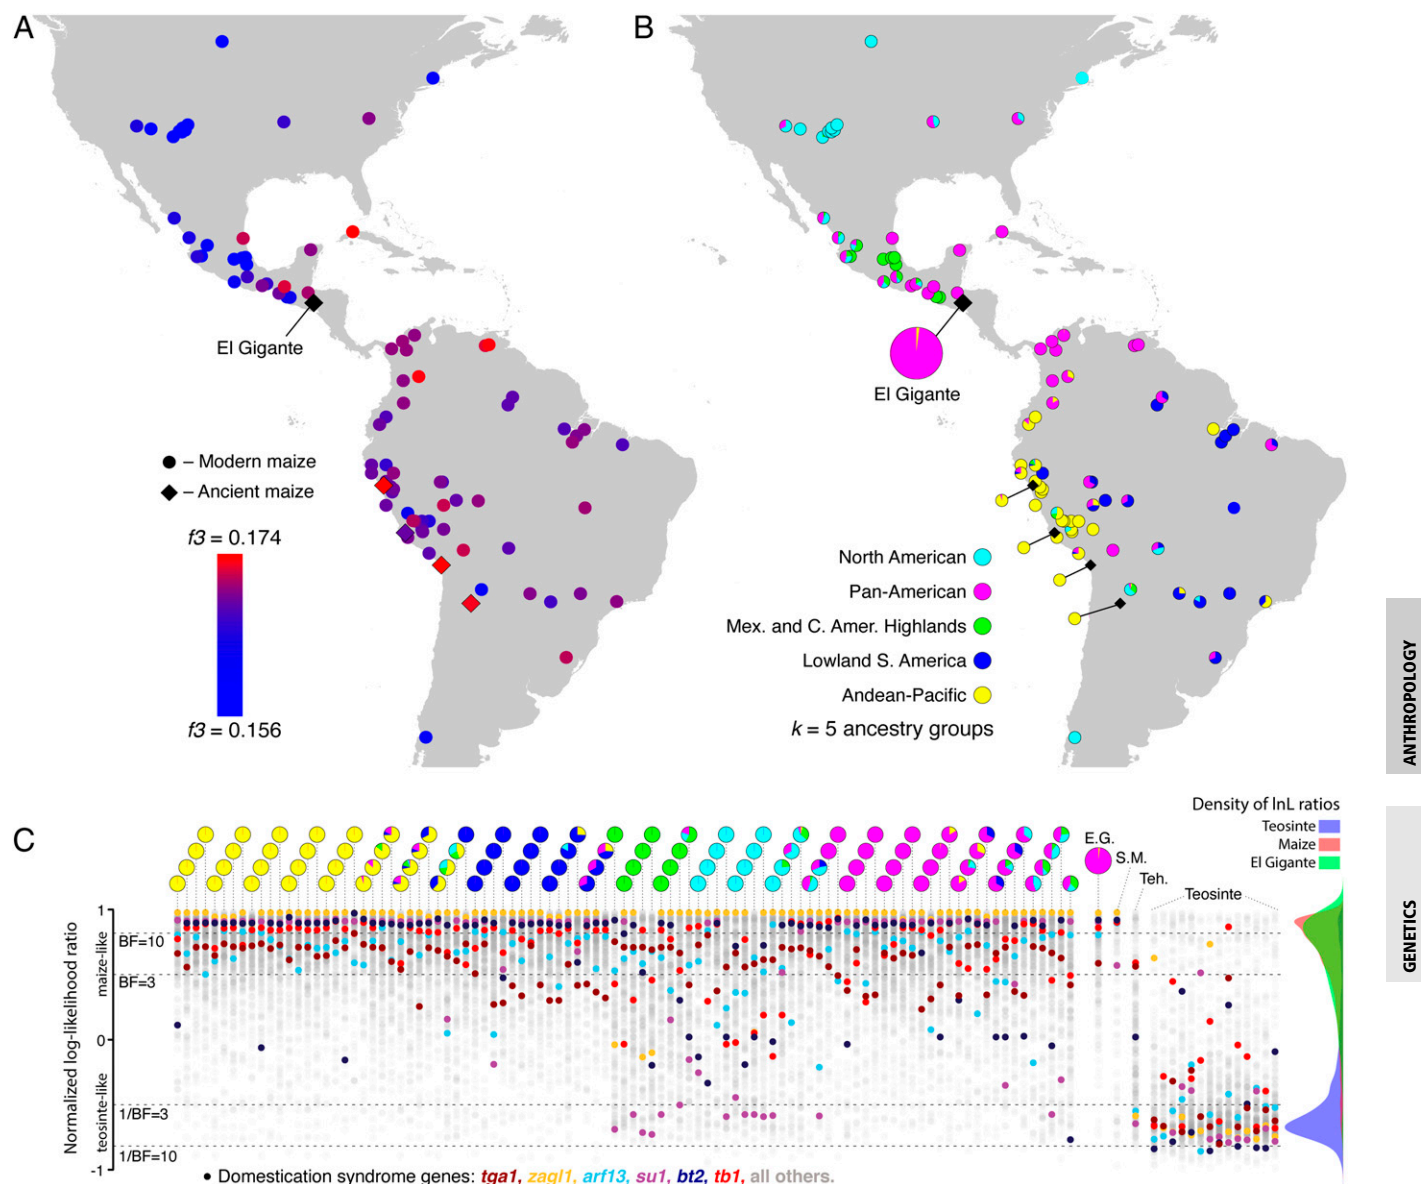 A
B
El Gigante
– Modern maize
– Ancient maize
f3 = 0.174
f3 = 0.156
El Gigante
North American
Pan-American
Mex. and C. Amer. Highlands
Lowland S. America
Andean-Pacific
k = 5 ancestry groups
ANTHROPOLOGY
GENETICS
C
Density of lnL ratios
Teosinte
Maize
El Gigante
E.G.
S.M.
Teh.
Teosinte
Normalized log-likelihood ratio
maize-like
teosinte-like
1
BF=10
BF=3
0
1/BF=3
1/BF=10
-1
Domestication syndrome genes: tga1, zagl1, arf13, su1, bt2, tb1, all others.